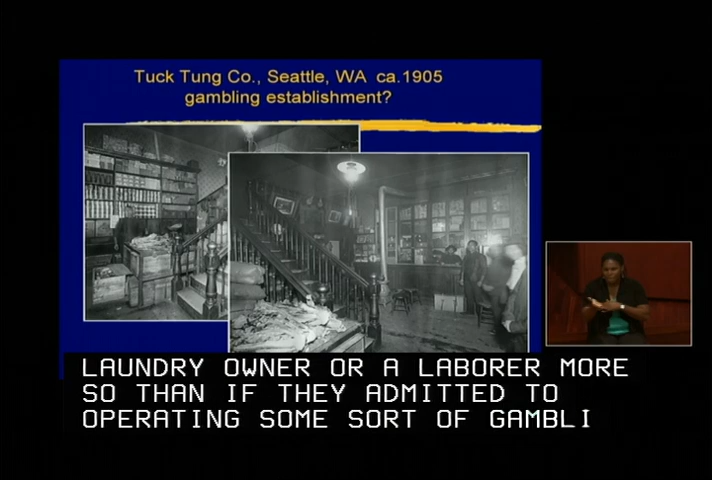 Tuck Tung Co., Seattle, WA ca.1905
gambling establishment?
LAUNDRY OWNER OR A LABORER MORE
SO THAN IF THEY ADMITTED TO
OPERATING SOME SORT OF GAMBLI